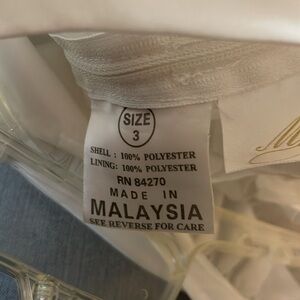 SIZE
3
SHELL : 100% POLYESTER
LINING: 100% POLYESTER
RN 84270
MADE IN
MALAYSIA
SEE REVERSE FOR CARE